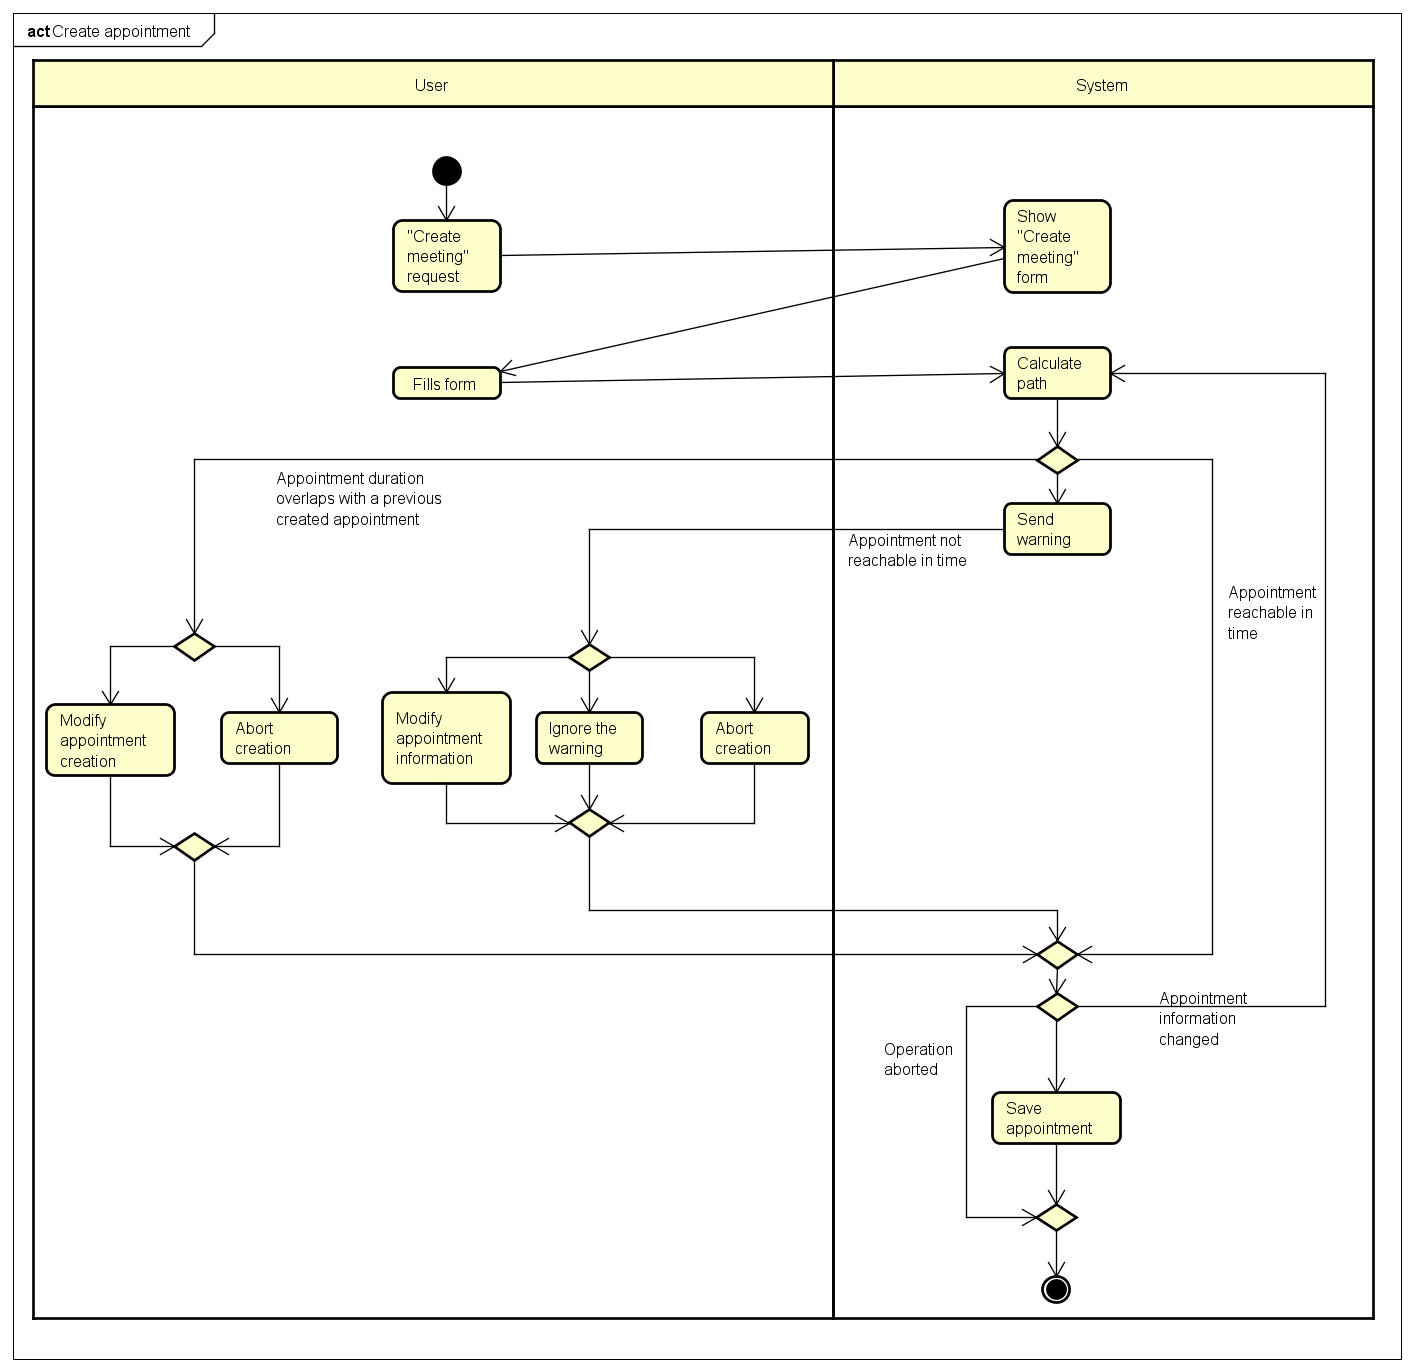 act Create appointment
User
System
"Create
meeting"
request
Show
"Create
meeting"
form
Fills form
Calculate
path
Appointment duration
overlaps with a previous
created appointment
Send
warning
Appointment not
reachable in time
Appointment
reachable in
time
Modify
appointment
creation
Abort
creation
Modify
appointment
information
Ignore the
warning
Abort
creation
Appointment
information
changed
Operation
aborted
Save
appointment